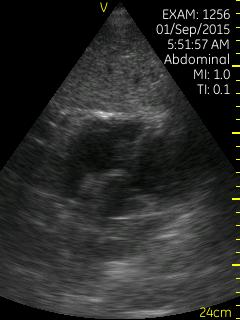 V
EXAM: 1256
01/Sep/2015
5:51:57 AM
Abdominal
MI: 1.0
TI: 0.1
24cm